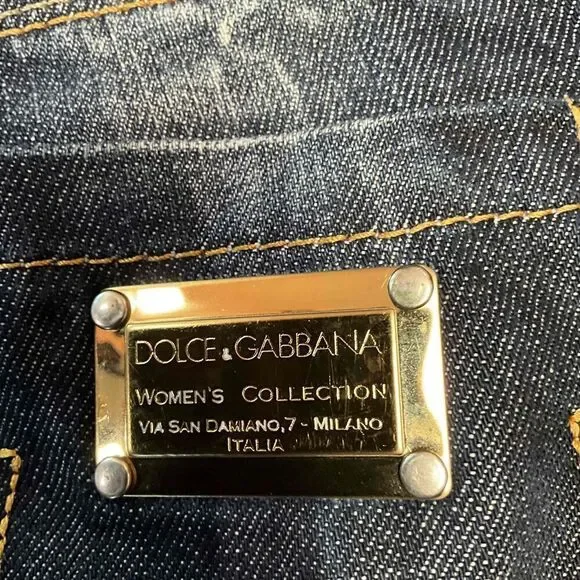 DOLCE & GABBANA
WOMEN'S COLLECTION
VIA SAN DAMIANO,7 - MILANO
ITALIA